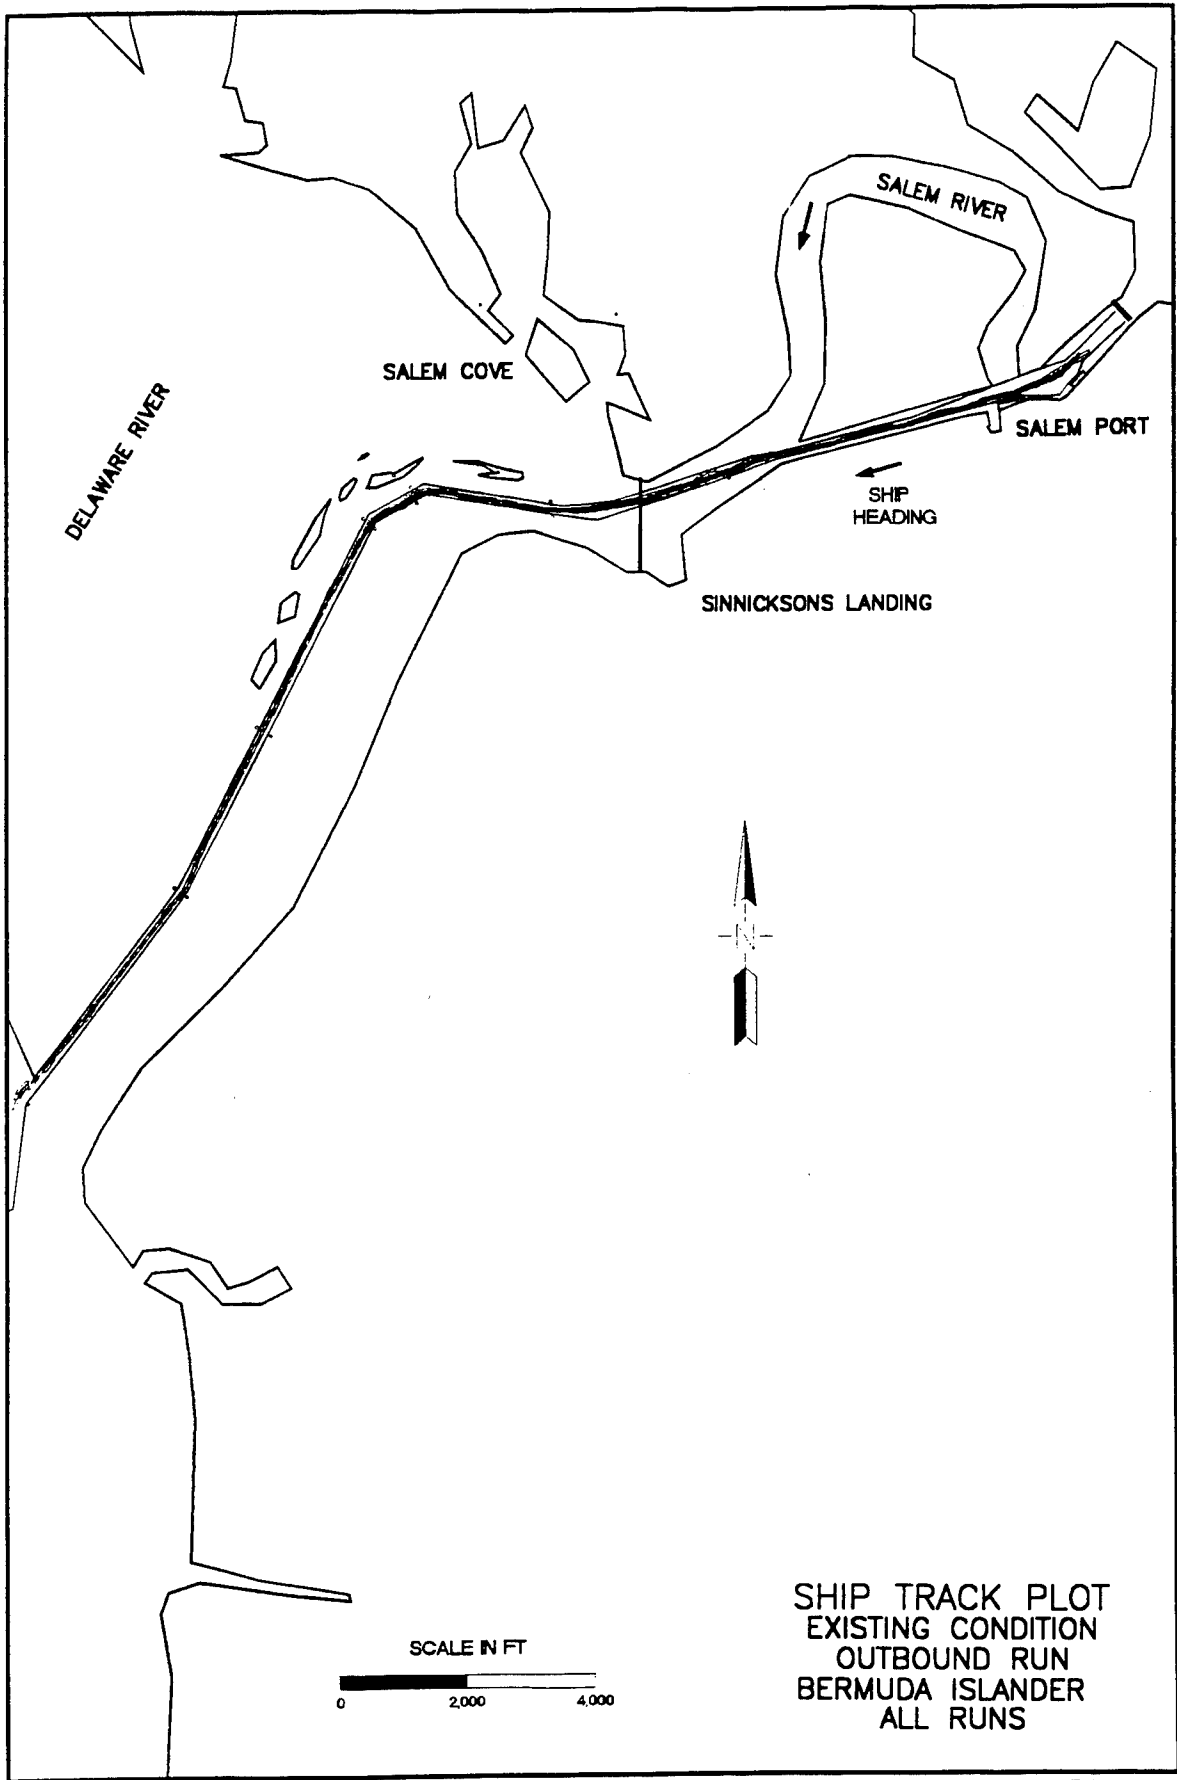 SALEM RIVER
SALEM COVE
DELAWARE RIVER
SALEM PORT
SHIP
HEADING
SINNICKSONS LANDING
N
SCALE IN FT
0 2,000 4,000
SHIP TRACK PLOT
EXISTING CONDITION
OUTBOUND RUN
BERMUDA ISLANDER
ALL RUNS